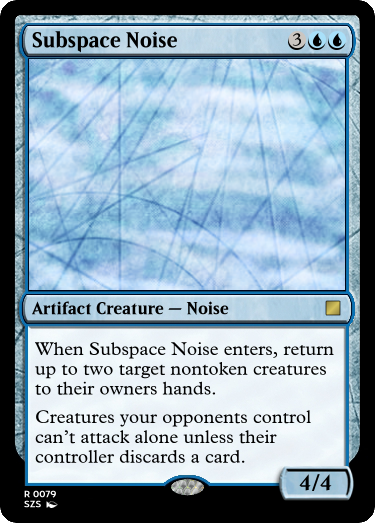 Subspace Noise 3
Artifact Creature — Noise
When Subspace Noise enters, return
up to two target nontoken creatures
to their owners hands.
Creatures your opponents control
can't attack alone unless their
controller discards a card.
4/4
R 0079
SZS